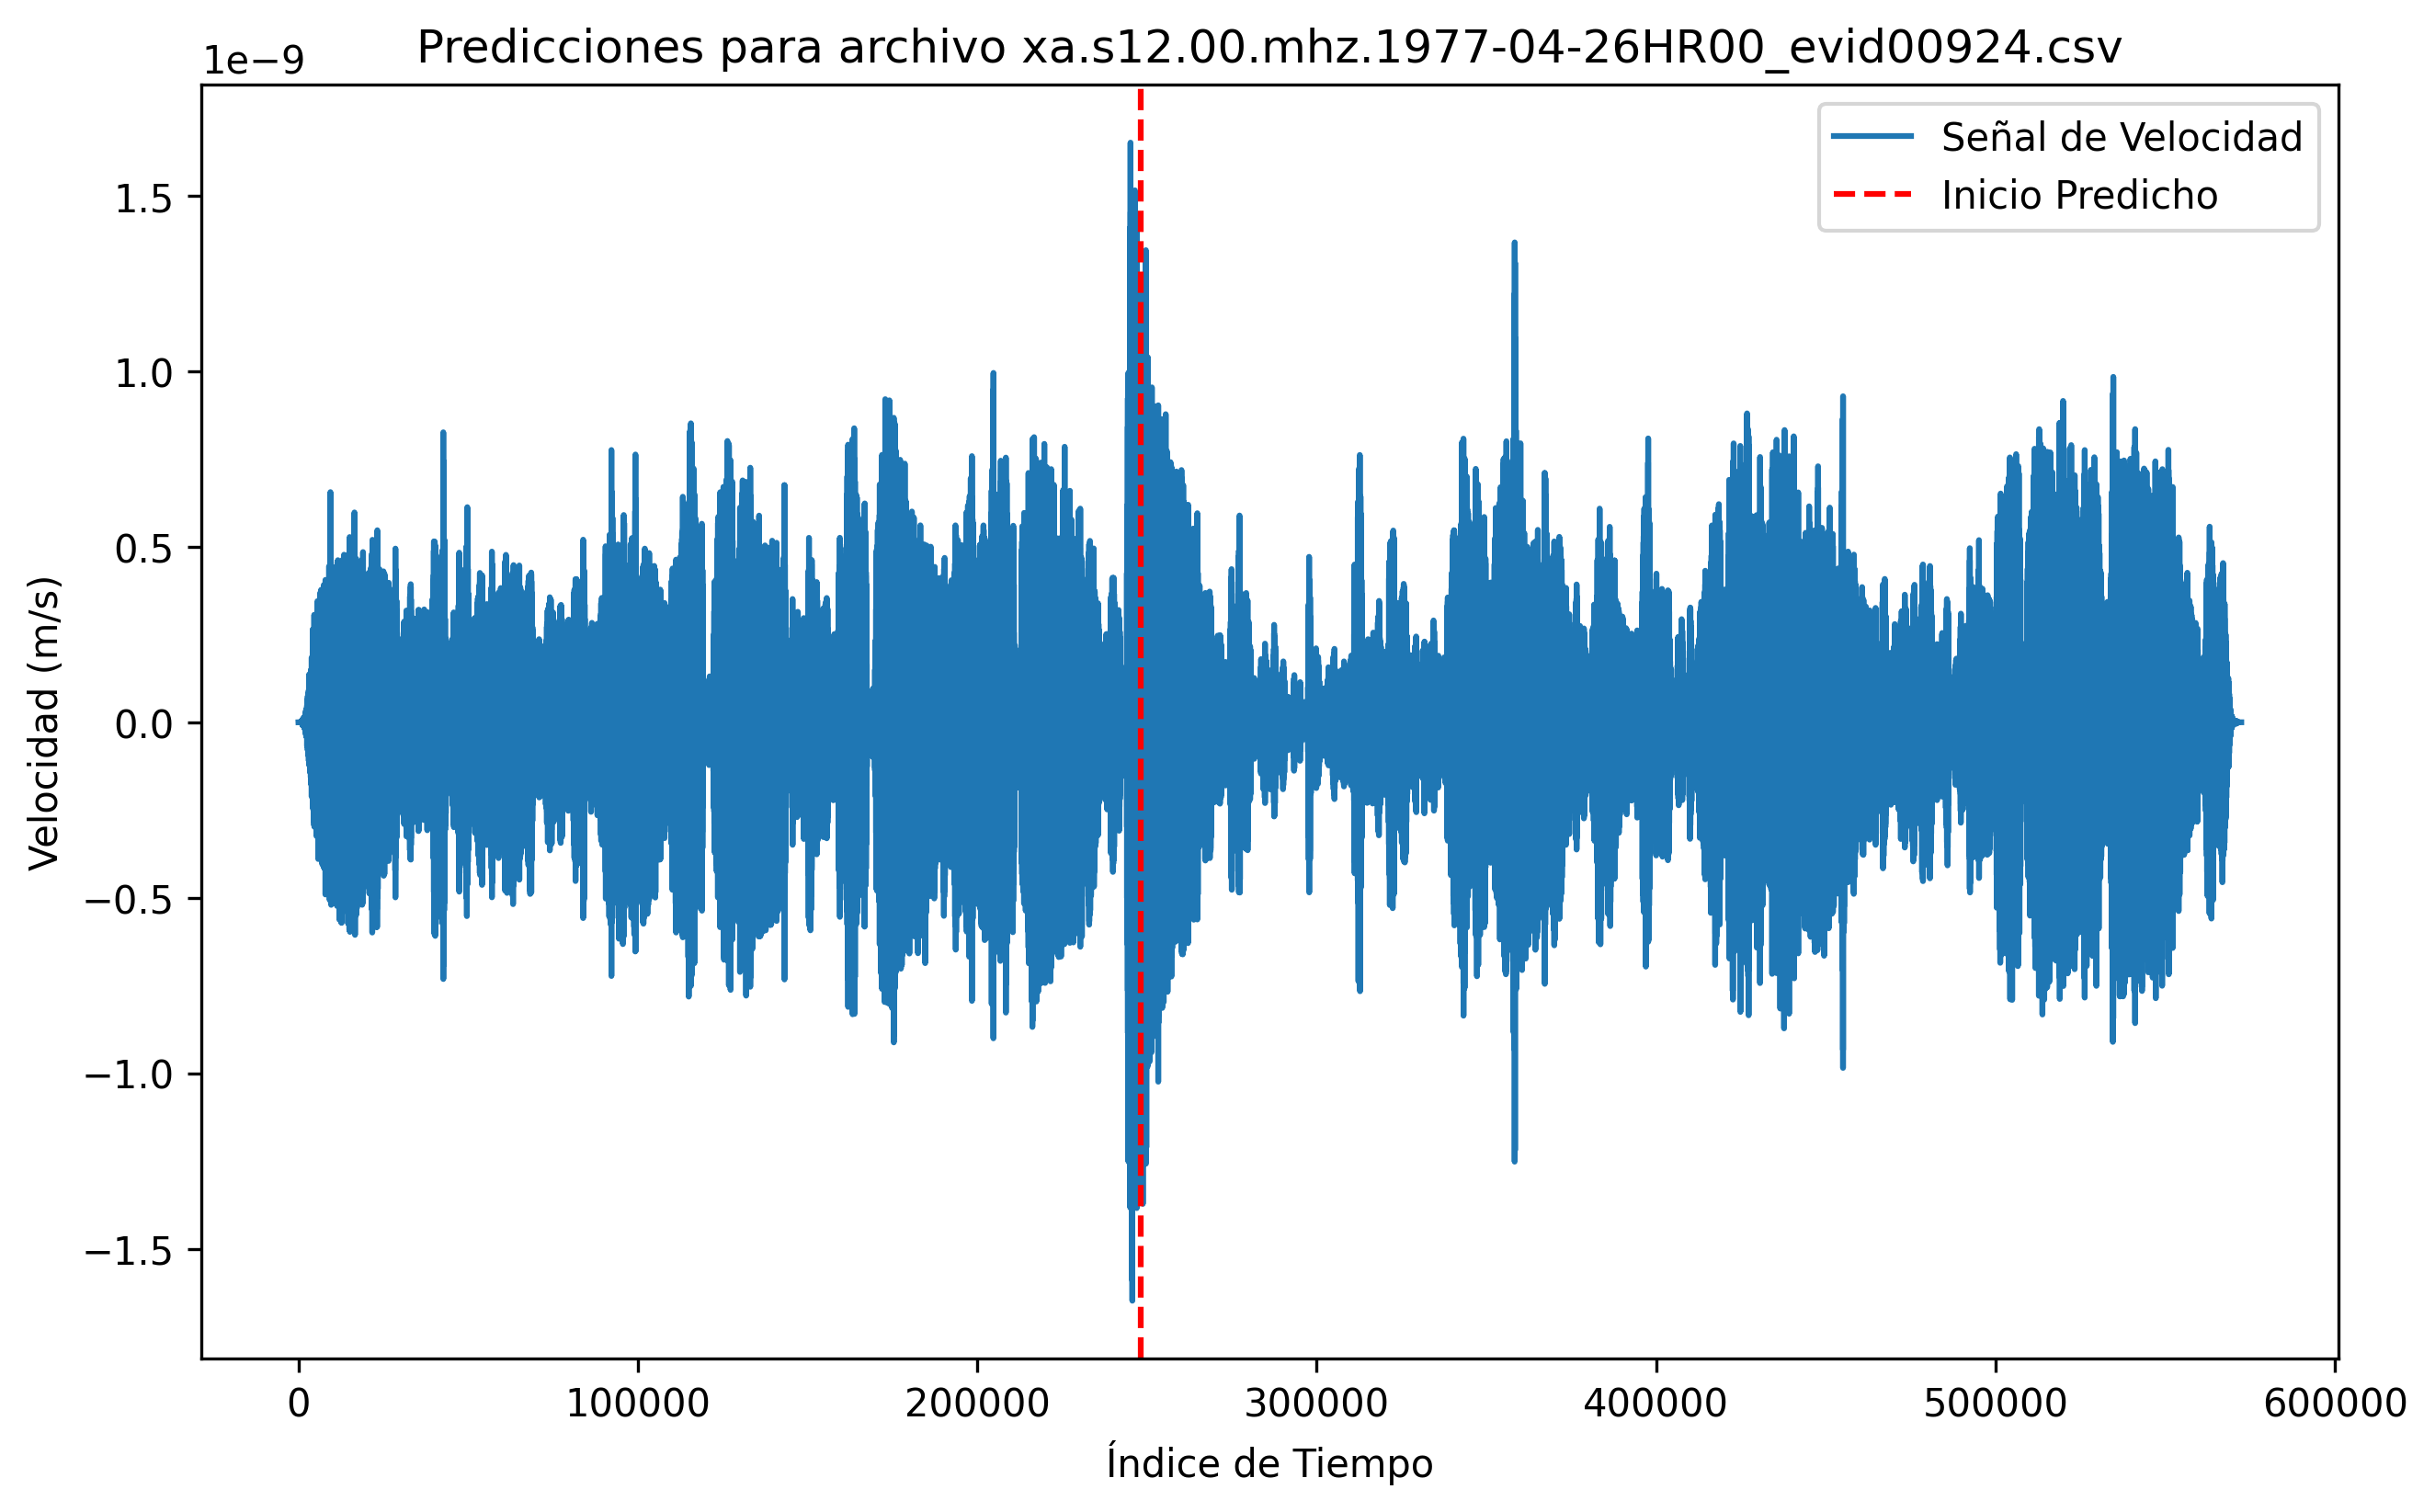 Predicciones para archivo xa.s12.00.mhz.1977-04-26HR00_evid00924.csv
1e−9
Señal de Velocidad
Inicio Predicho
1.5
1.0
0.5
0.0
−0.5
−1.0
−1.5
Velocidad (m/s)
0 100000 200000 300000 400000 500000 600000
Índice de Tiempo